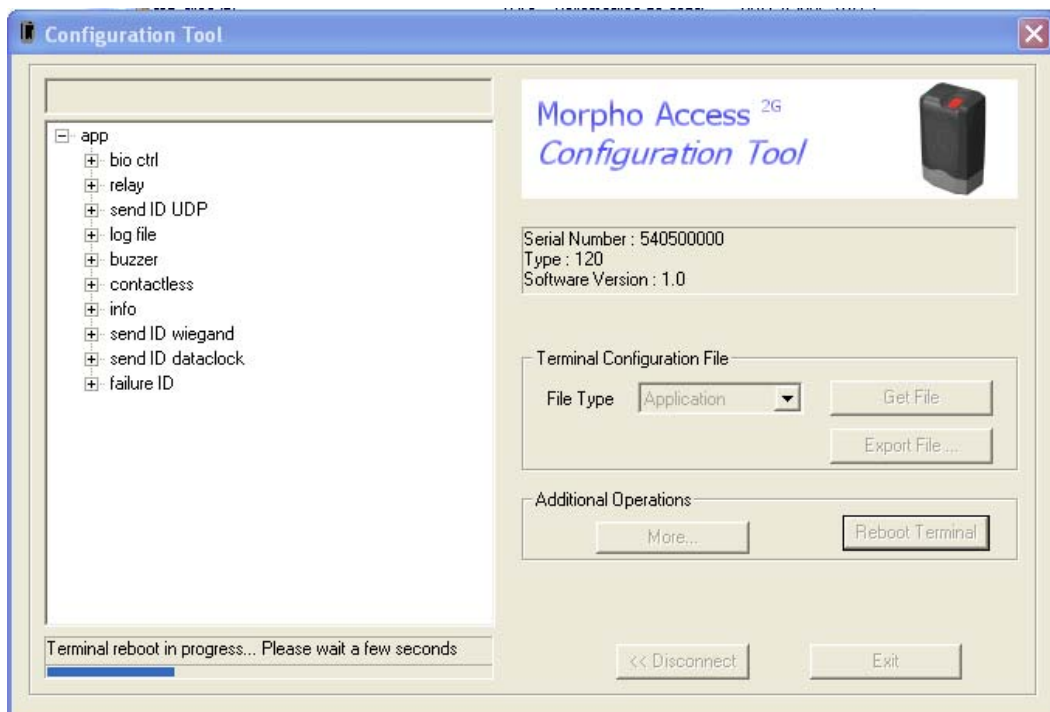 Configuration Tool
app
bio ctrl
relay
send ID UDP
log file
buzzer
contactless
info
send ID wiegand
send ID dataclock
failure ID
Terminal reboot in progress... Please wait a few seconds
Morpho Access 2G
Configuration Tool
Serial Number : 540500000
Type : 120
Software Version : 1.0
Terminal Configuration File
File Type Application Get File
Export File ...
Additional Operations
More... Reboot Terminal
<< Disconnect Exit